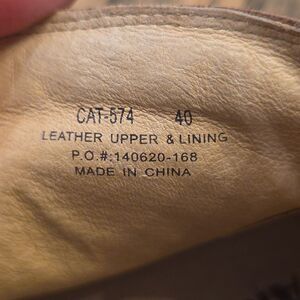 CAT-574 40
LEATHER UPPER & LINING
P.O.#:140620-168
MADE IN CHINA